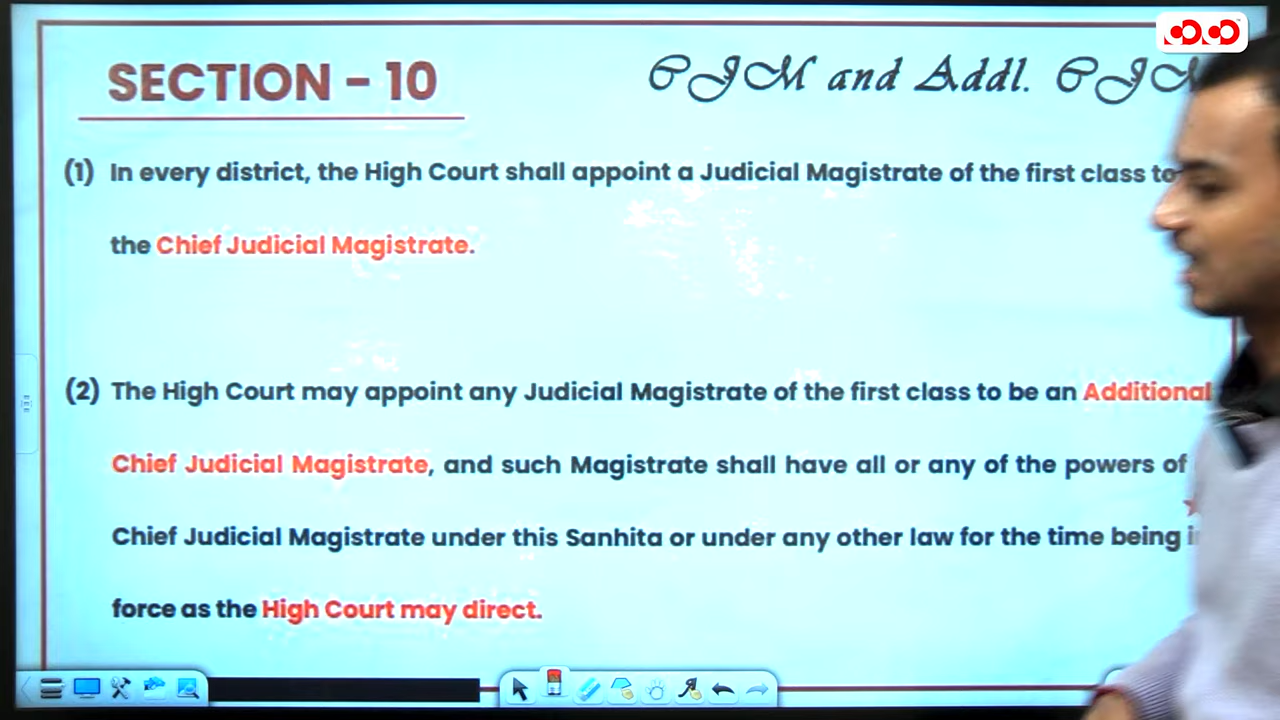 SECTION - 10
CJM and Addl. CJM
(1) In every district, the High Court shall appoint a Judicial Magistrate of the first class to
the Chief Judicial Magistrate.
(2) The High Court may appoint any Judicial Magistrate of the first class to be an Additional
Chief Judicial Magistrate, and such Magistrate shall have all or any of the powers of
Chief Judicial Magistrate under this Sanhita or under any other law for the time being
force as the High Court may direct.